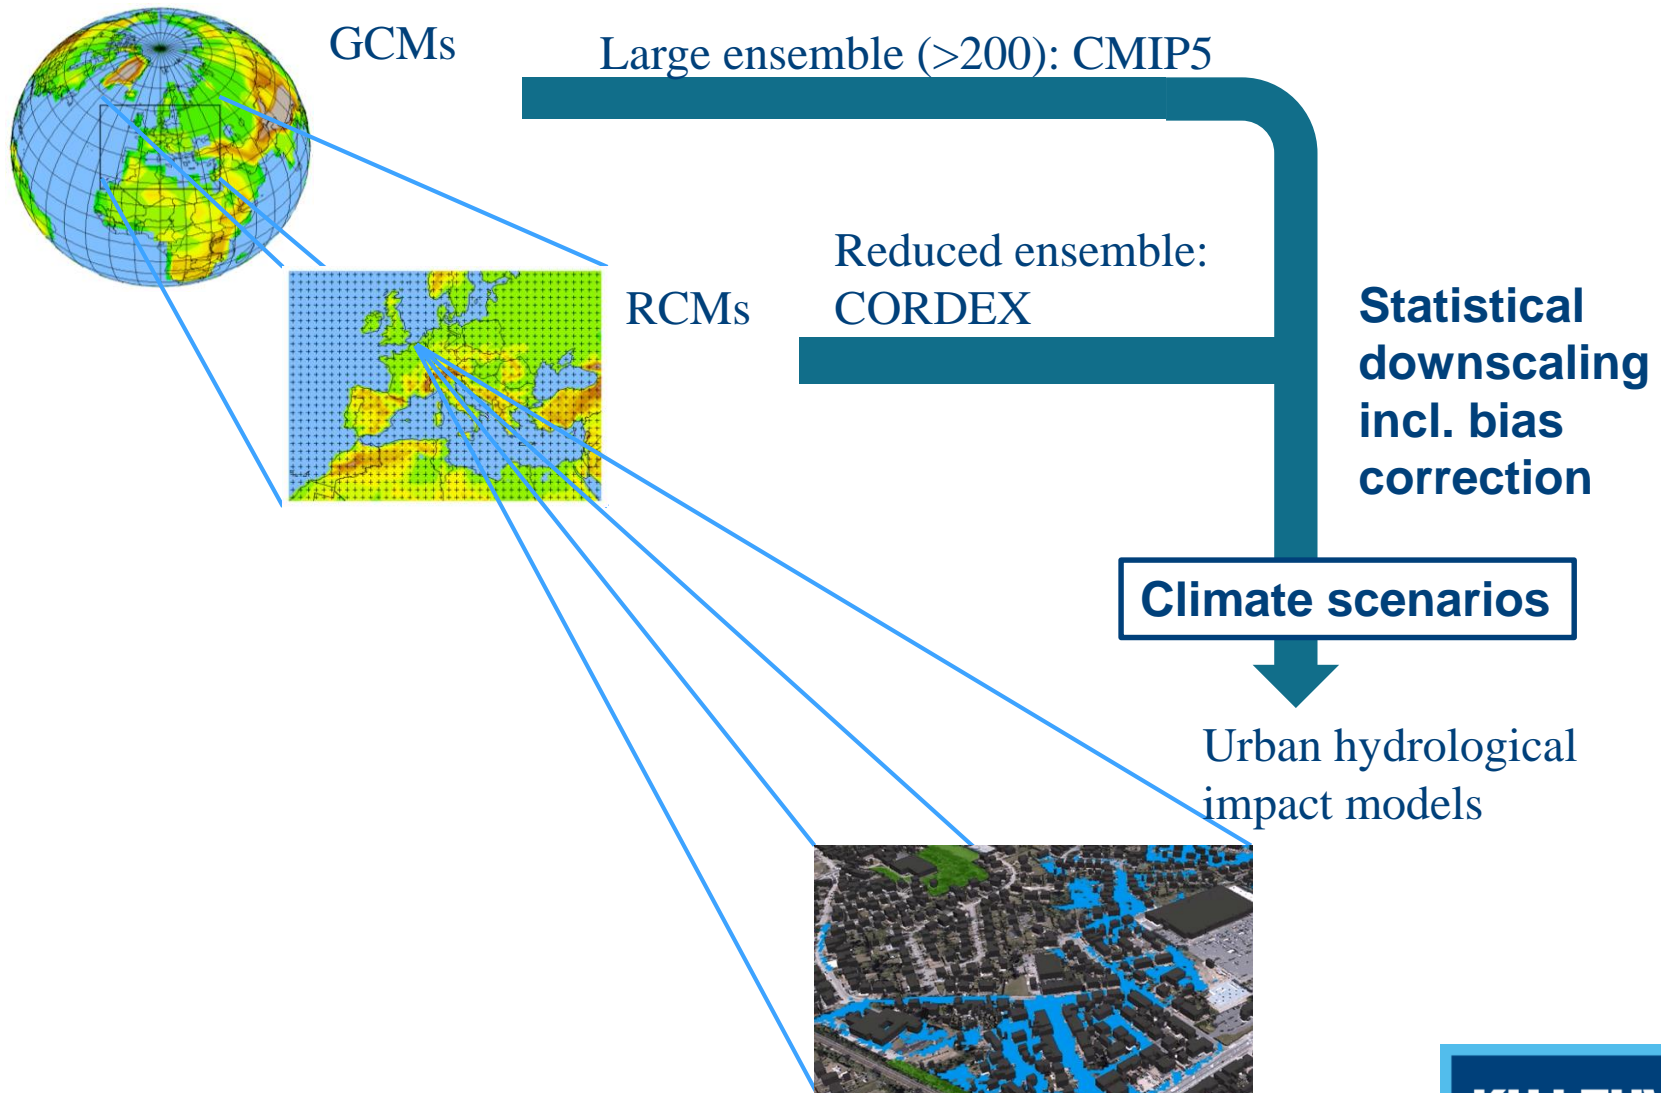 GCMs
Large ensemble (>200): CMIP5
Reduced ensemble:
RCMs
CORDEX
Statistical
downscaling
incl. bias
correction
Climate scenarios
Urban hydrological
impact models